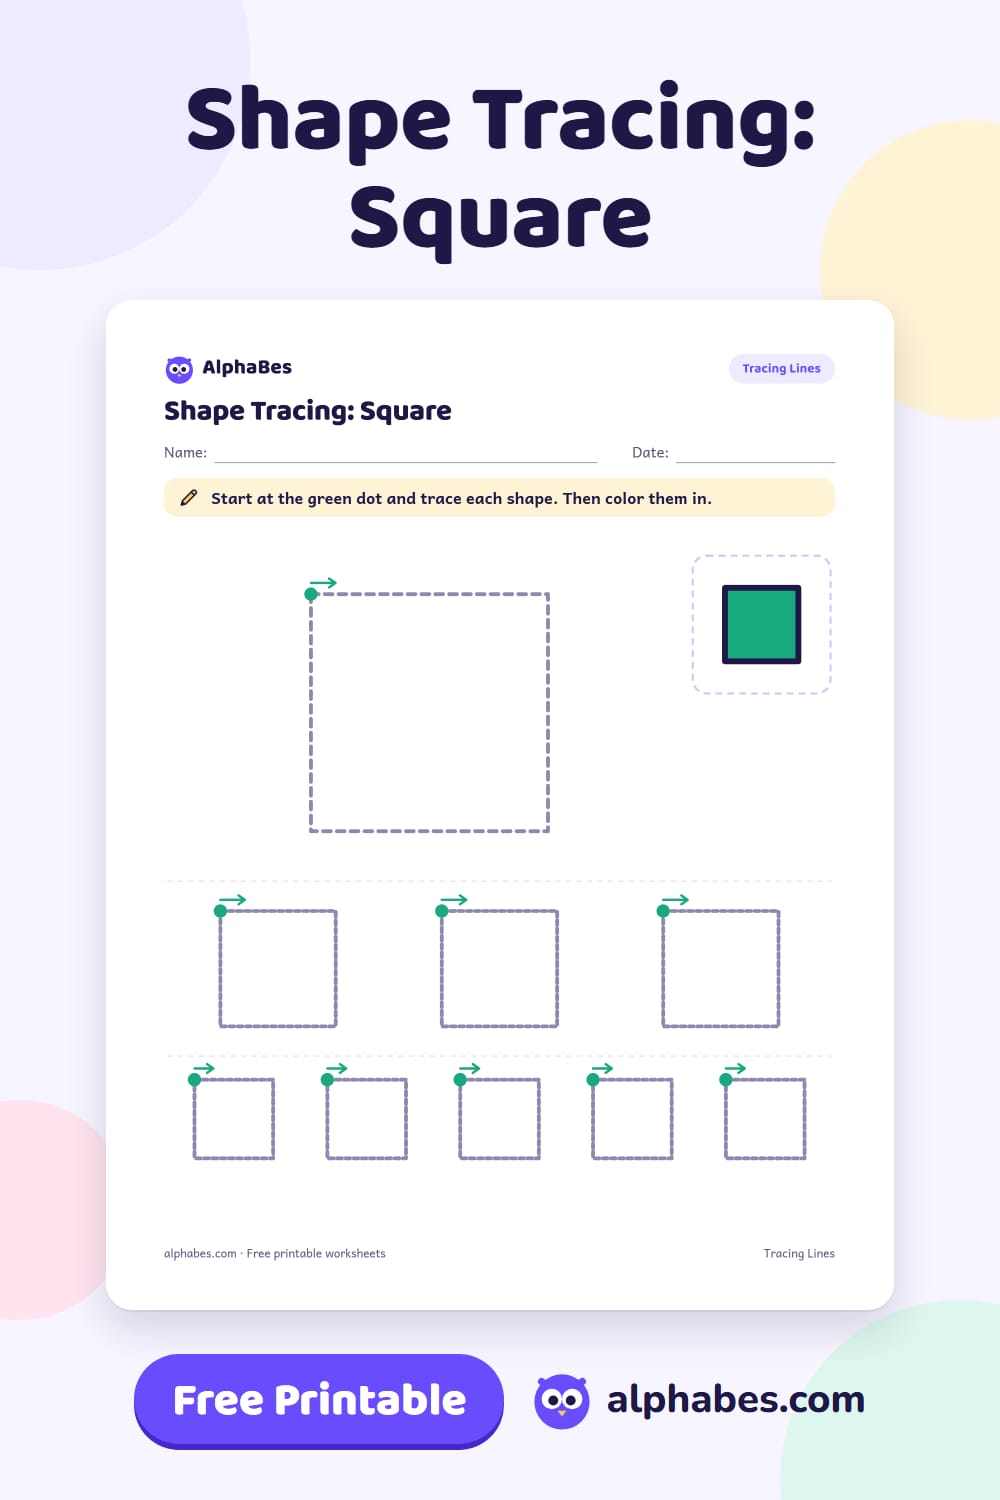 Shape Tracing:
Square
AlphaBes
Tracing Lines
Shape Tracing: Square
Name:
Date:
Start at the green dot and trace each shape. Then color them in.
alphabes.com · Free printable worksheets
Tracing Lines
Free Printable
alphabes.com